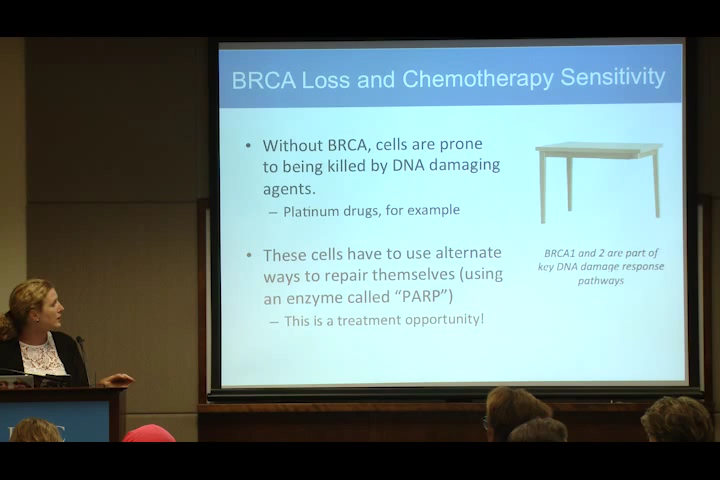 BRCA Loss and Chemotherapy Sensitivity
• Without BRCA, cells are prone
to being killed by DNA damaging
agents.
– Platinum drugs, for example
• These cells have to use alternate
ways to repair themselves (using
an enzyme called “PARP”)
– This is a treatment opportunity!
BRCA1 and 2 are part of
key DNA damage response
pathways